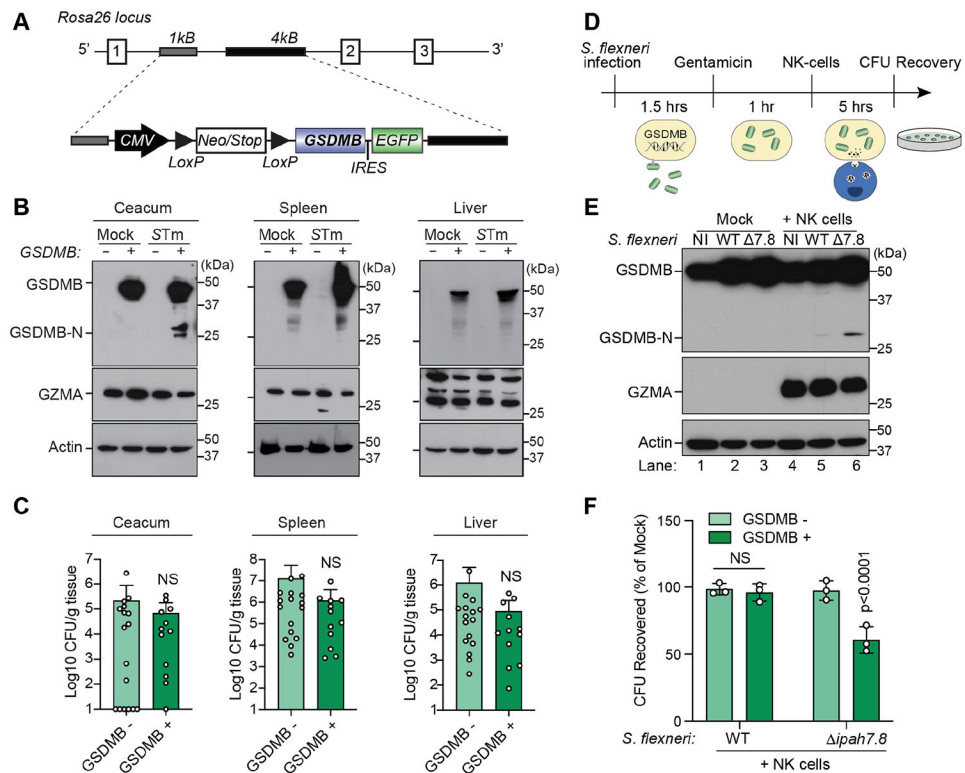 A
Rosa26 locus
1kB
4kB
5'
1
2
3
3'
CMV
Neo/Stop
GSDMB
EGFP
LoxP
LoxP
IRES
B
Ceacum
Spleen
Liver
Mock STm
Mock STm
Mock STm
GSDMB: - + - +
- + - +
- + - +
(kDa)
(kDa)
(kDa)
GSDMB
50
50
50
37
37
37
GSDMB-N
25
25
25
GZMA
25
25
25
Actin
50
50
50
37
37
37
C
Ceacum
Spleen
Liver
Log10 CFU/g tissue
7
6
5
4
3
2
1
NS
GSDMB -
GSDMB +
Log10 CFU/g tissue
8
7
6
5
4
3
2
1
NS
GSDMB -
GSDMB +
Log10 CFU/g tissue
7
6
5
4
3
2
1
NS
GSDMB -
GSDMB +
D
S. flexneri
infection
Gentamicin
NK-cells
CFU Recovery
1.5 hrs
1 hr
5 hrs
GSDMB
E
Mock
+ NK cells
S. flexneri
NI WT Δ7.8 NI WT Δ7.8
(kDa)
GSDMB
50
37
GSDMB-N
25
GZMA
25
Actin
50
37
Lane: 1 2 3 4 5 6
F
CFU Recovered (% of Mock)
150
100
50
0
GSDMB -
GSDMB +
NS
p<0.0001
S. flexneri: WT Δipah7.8
+ NK cells